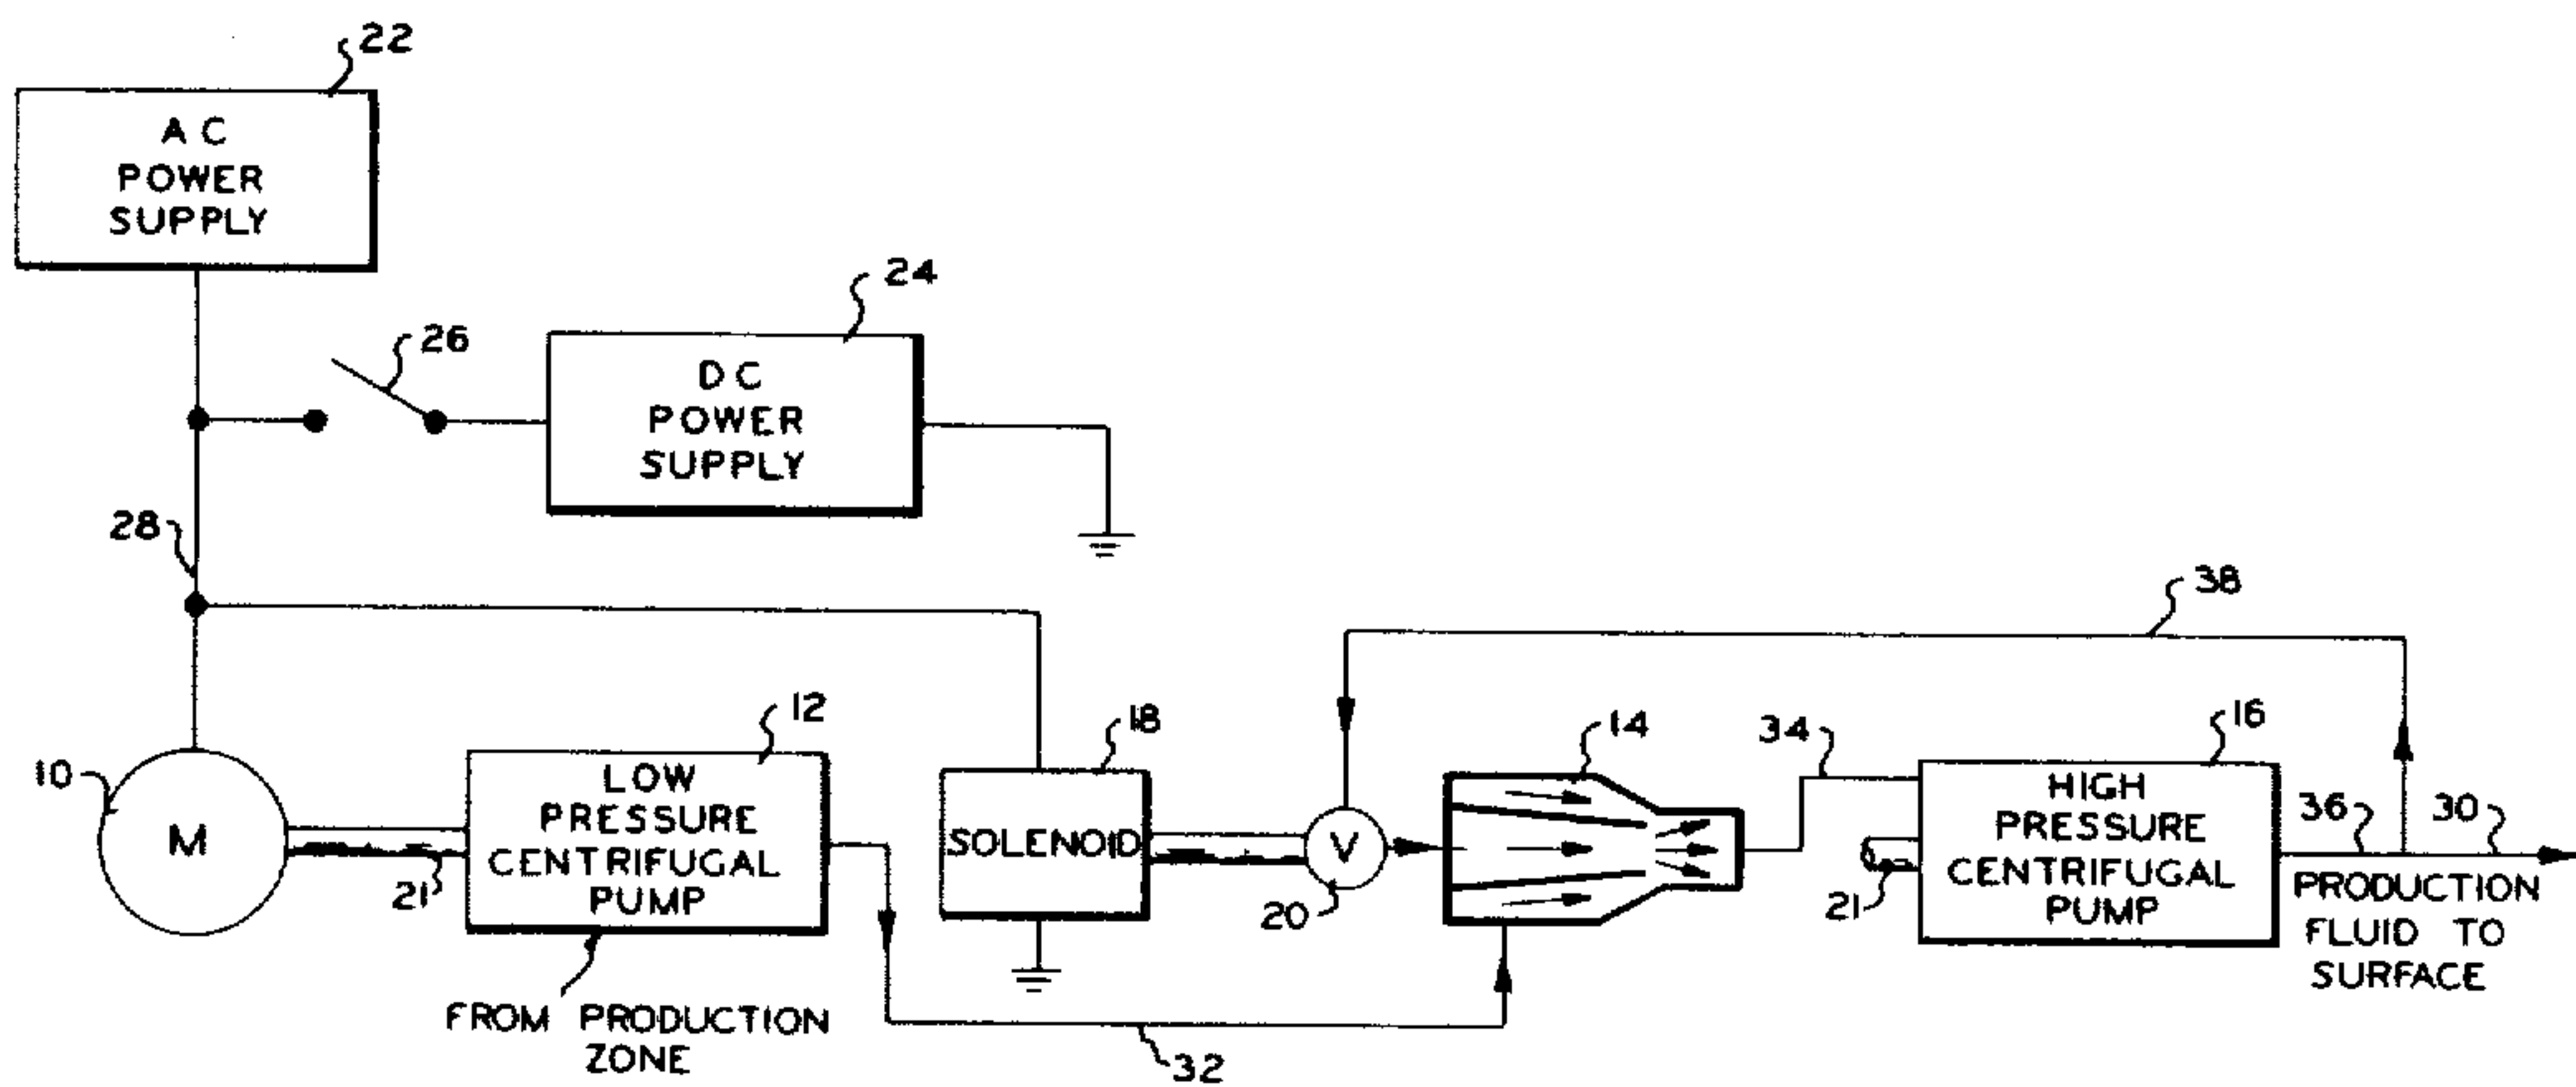 22
A C
POWER
SUPPLY
24
26
D C
POWER
SUPPLY
28
38
10
M
21
12
LOW
PRESSURE
CENTRIFUGAL
PUMP
FROM PRODUCTION
ZONE
32
18
SOLENOID
V
20
14
34
16
HIGH
PRESSURE
CENTRIFUGAL
PUMP
21
36
30
PRODUCTION
FLUID TO
SURFACE